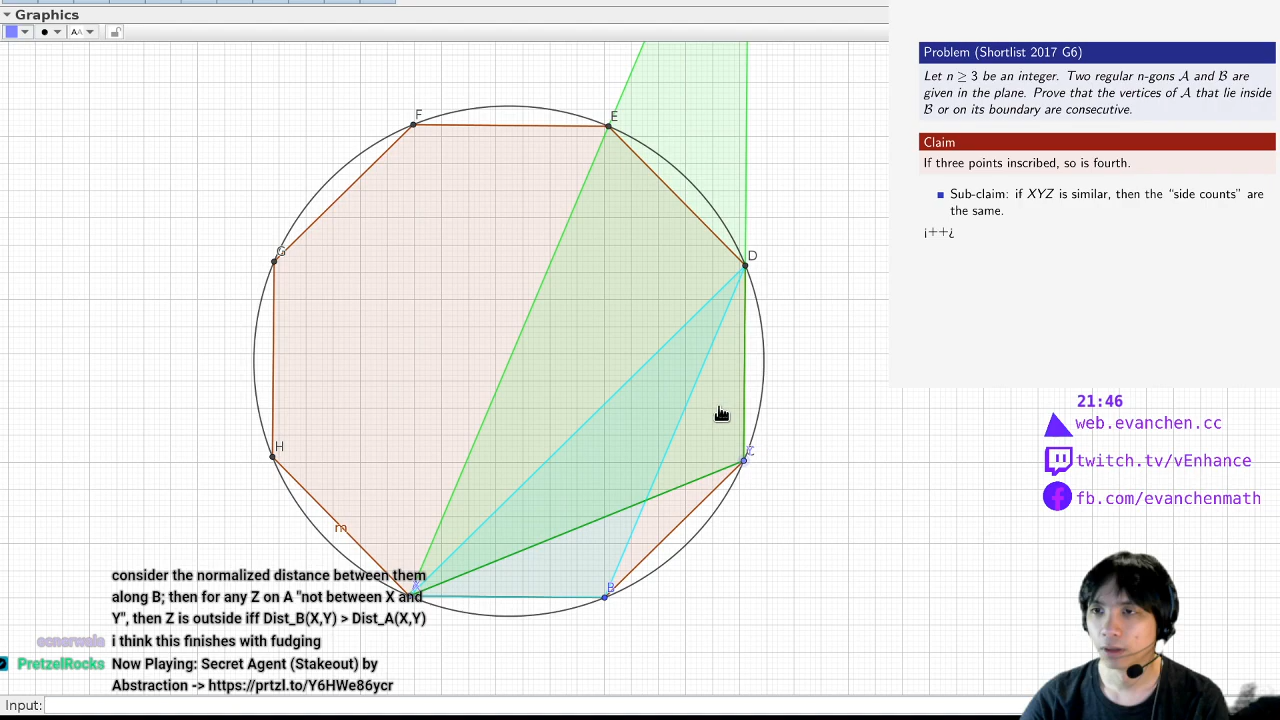 Graphics
AA
F
E
G
D
H
Z
m
B
Problem (Shortlist 2017 G6)
Let n ≥ 3 be an integer. Two regular n-gons 𝒜 and ℬ are
given in the plane. Prove that the vertices of 𝒜 that lie inside
ℬ or on its boundary are consecutive.
Claim
If three points inscribed, so is fourth.
Sub-claim: if XYZ is similar, then the “side counts” are
the same.
¡++¿
21:46
web.evanchen.cc
twitch.tv/vEnhance
fb.com/evanchenmath
consider the normalized distance between them
along B; then for any Z on A "not between X and
Y", then Z is outside iff Dist_B(X,Y) > Dist_A(X,Y)
ecnerwala i think this finishes with fudging
PretzelRocks Now Playing: Secret Agent (Stakeout) by
Abstraction -> https://prtzl.to/Y6HWe86ycr
Input: